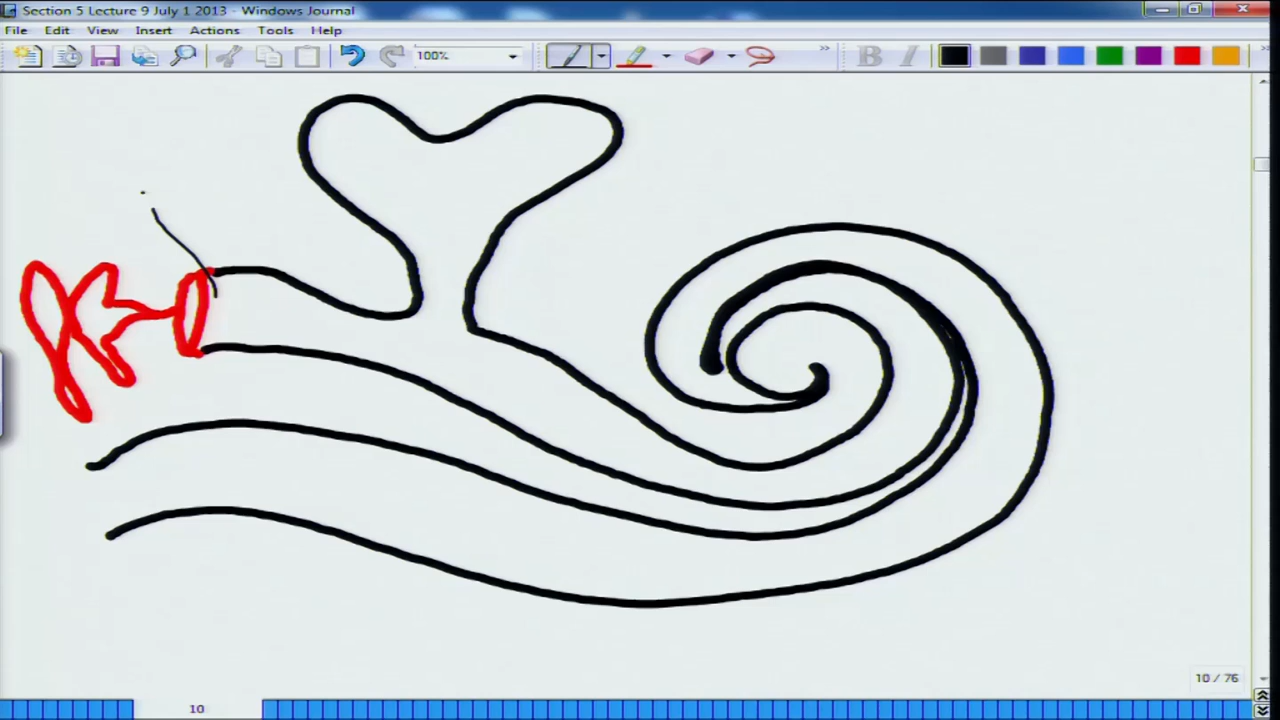 Section 5 Lecture 9 July 1 2013 - Windows Journal
File Edit View Insert Actions Tools Help
100%
B I
10 / 76
10